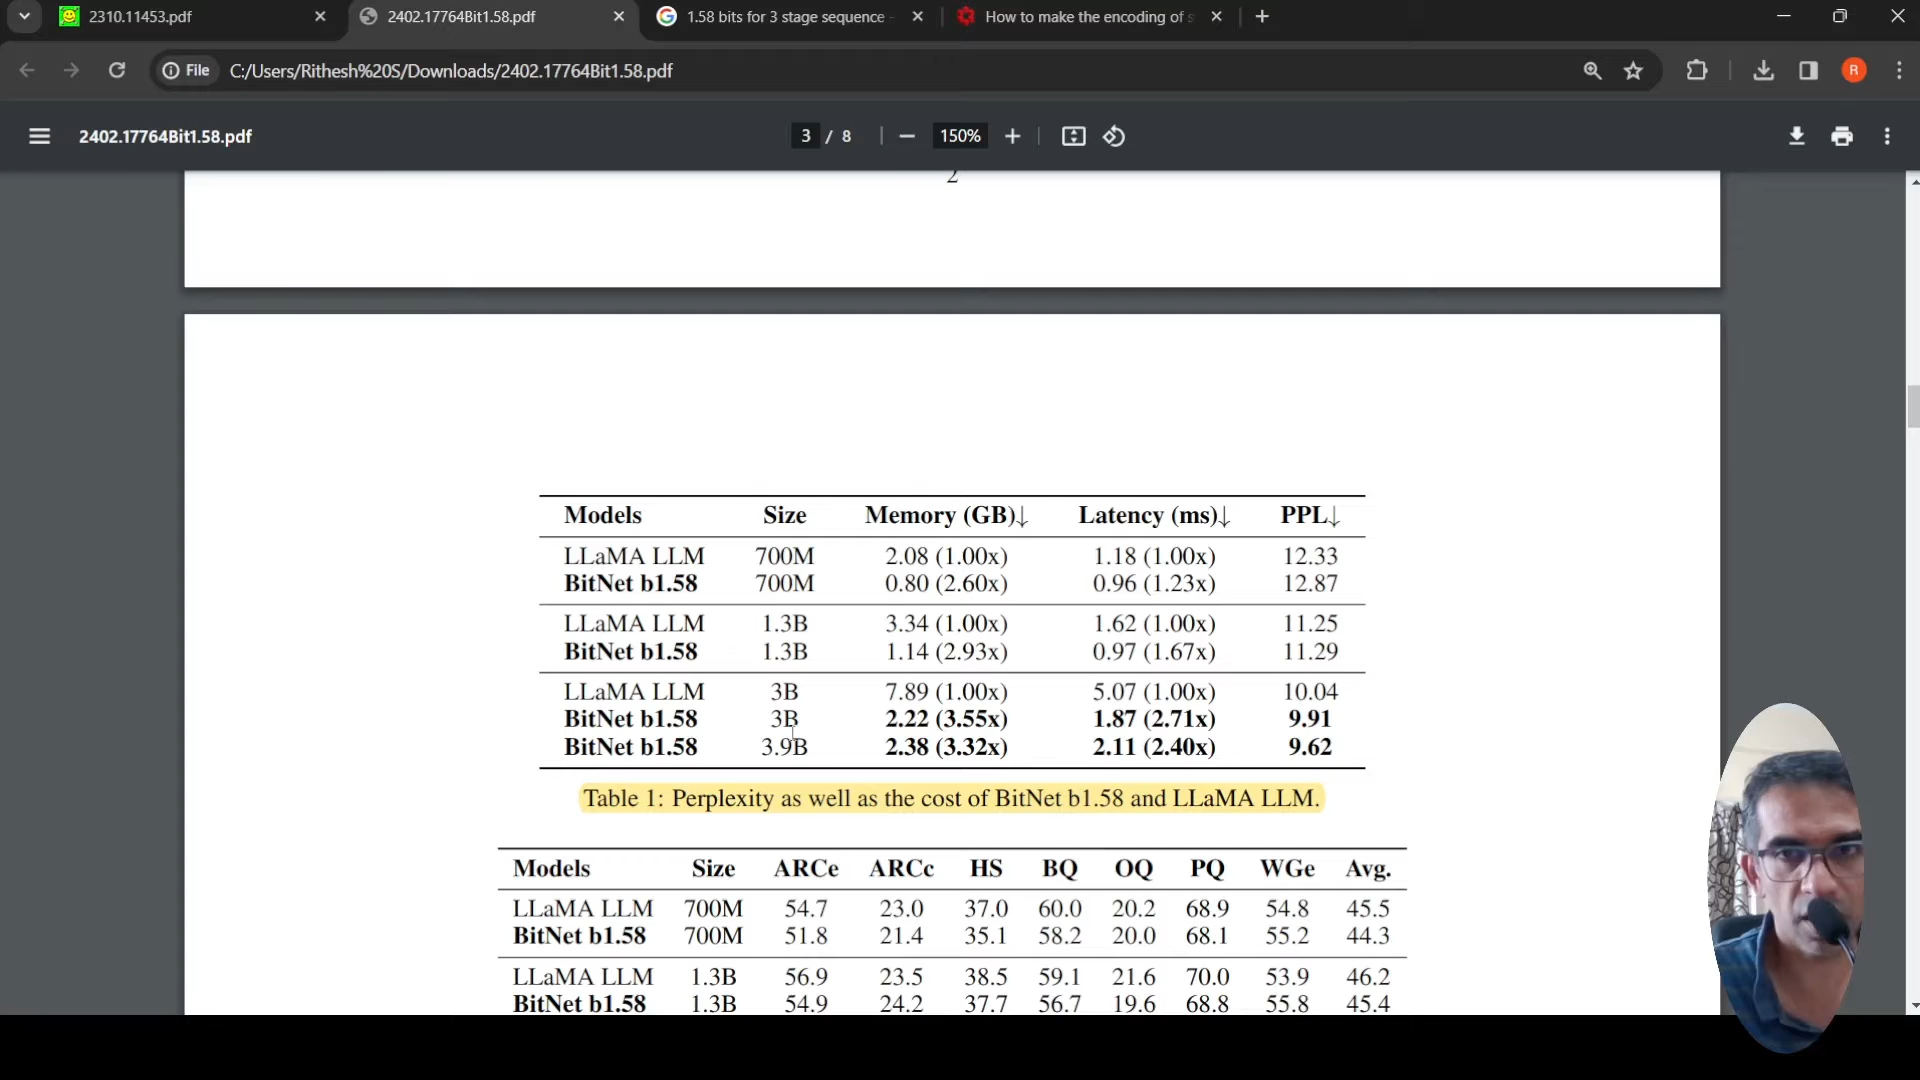 2310.11453.pdf
2402.17764Bit1.58.pdf
1.58 bits for 3 stage sequence
How to make the encoding of s
File C:/Users/Rithesh%20S/Downloads/2402.17764Bit1.58.pdf
R
2402.17764Bit1.58.pdf 3 / 8 150%
2
Models Size Memory (GB)↓ Latency (ms)↓ PPL↓
LLaMA LLM 700M 2.08 (1.00x) 1.18 (1.00x) 12.33
BitNet b1.58 700M 0.80 (2.60x) 0.96 (1.23x) 12.87
LLaMA LLM 1.3B 3.34 (1.00x) 1.62 (1.00x) 11.25
BitNet b1.58 1.3B 1.14 (2.93x) 0.97 (1.67x) 11.29
LLaMA LLM 3B 7.89 (1.00x) 5.07 (1.00x) 10.04
BitNet b1.58 3B 2.22 (3.55x) 1.87 (2.71x) 9.91
BitNet b1.58 3.9B 2.38 (3.32x) 2.11 (2.40x) 9.62
Table 1: Perplexity as well as the cost of BitNet b1.58 and LLaMA LLM.
Models Size ARCe ARCc HS BQ OQ PQ WGe Avg.
LLaMA LLM 700M 54.7 23.0 37.0 60.0 20.2 68.9 54.8 45.5
BitNet b1.58 700M 51.8 21.4 35.1 58.2 20.0 68.1 55.2 44.3
LLaMA LLM 1.3B 56.9 23.5 38.5 59.1 21.6 70.0 53.9 46.2
BitNet b1.58 1.3B 54.9 24.2 37.7 56.7 19.6 68.8 55.8 45.4